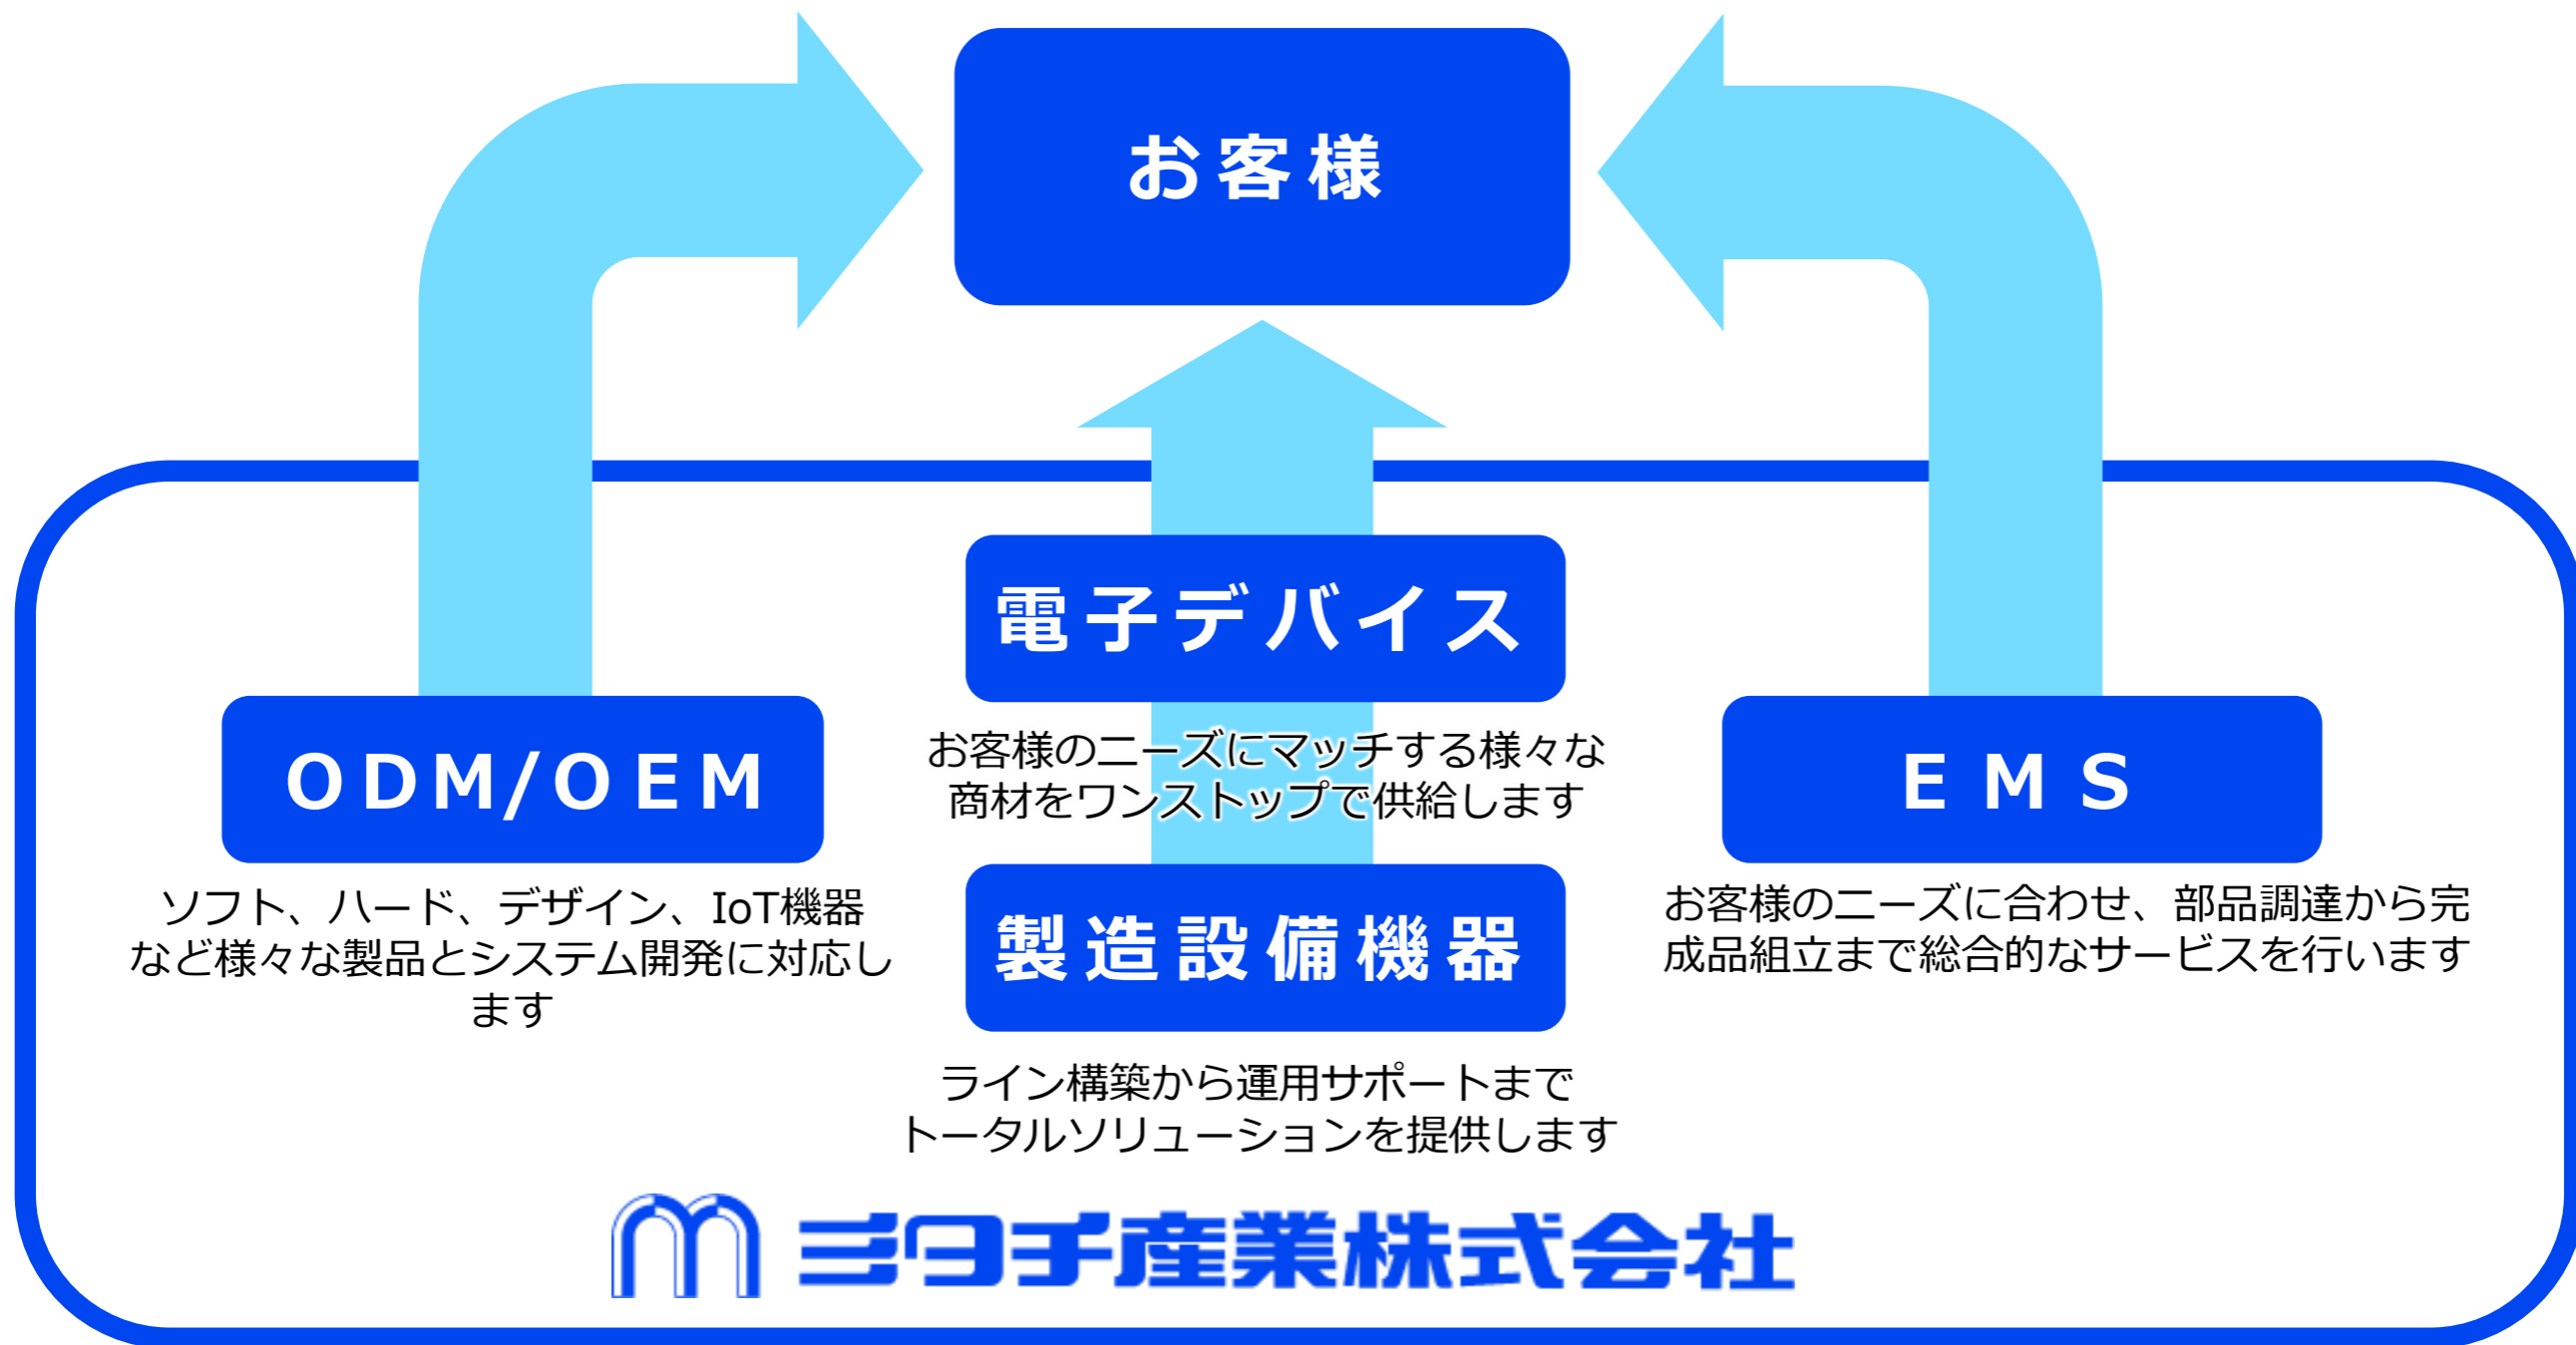 お客様
電子デバイス
お客様のニーズにマッチする様々な
商材をワンストップで供給します
ODM/OEM
ソフト、ハード、デザイン、IoT機器
など様々な製品とシステム開発に対応し
ます
製造設備機器
ライン構築から運用サポートまで
トータルソリューションを提供します
EMS
お客様のニーズに合わせ、部品調達から完
成品組立まで総合的なサービスを行います
ミタチ産業株式会社